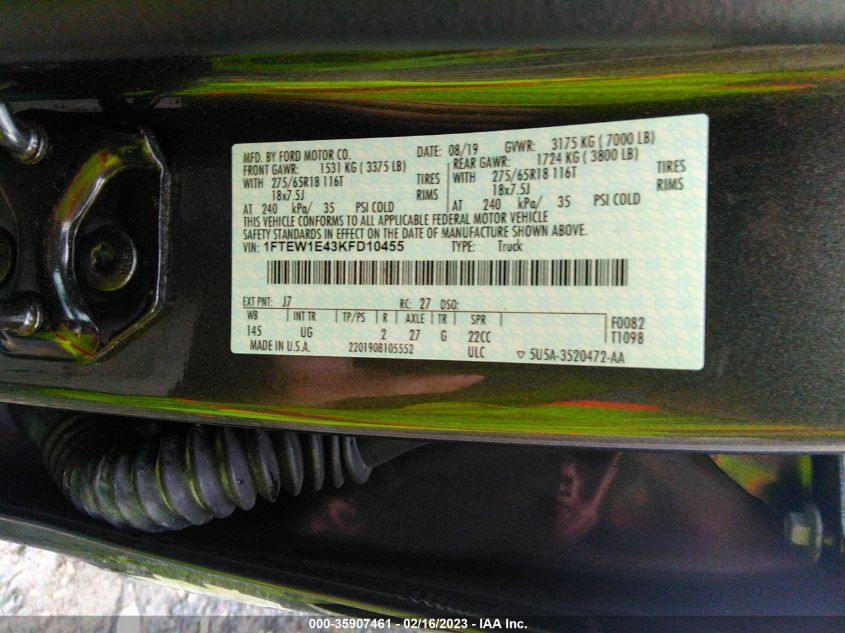 MFD. BY FORD MOTOR CO. DATE: 08/19 GVWR: 3175 KG ( 7000 LB)
FRONT GAWR: 1531 KG ( 3375 LB) REAR GAWR: 1724 KG ( 3800 LB)
WITH 275/65R18 116T TIRES WITH 275/65R18 116T TIRES
18x7.5J RIMS 18x7.5J RIMS
AT 240 kPa/ 35 PSI COLD AT 240 kPa/ 35 PSI COLD
THIS VEHICLE CONFORMS TO ALL APPLICABLE FEDERAL MOTOR VEHICLE
SAFETY STANDARDS IN EFFECT ON THE DATE OF MANUFACTURE SHOWN ABOVE.
VIN: 1FTEW1E43KFD10455 TYPE: Truck
EXT PNT: J7 RC: 27 DSO:
WB INT TR TP/PS R AXLE TR SPR F0082
145 UG 2 27 G 22CC T1098
MADE IN U.S.A. 2201908105552 ULC ▽ 5U5A-3520472-AA
000-35907461 - 02/16/2023 - IAA Inc.